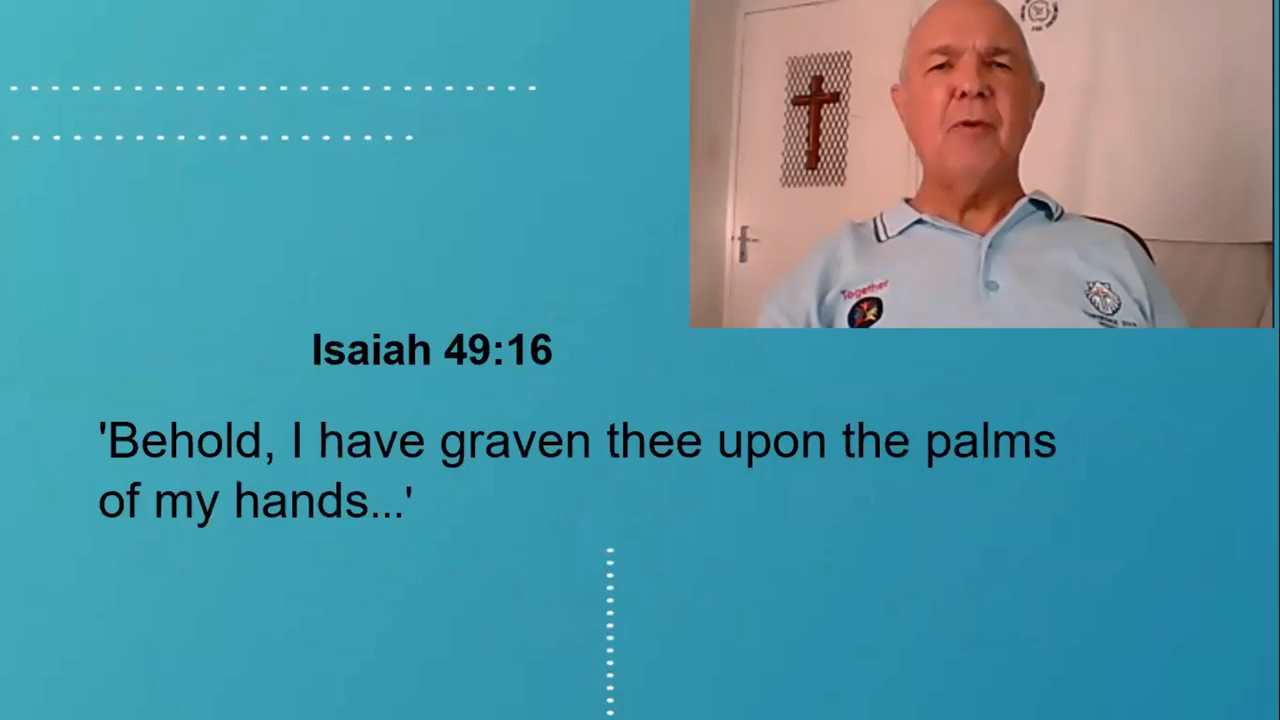 Together
Isaiah 49:16
'Behold, I have graven thee upon the palms
of my hands...'